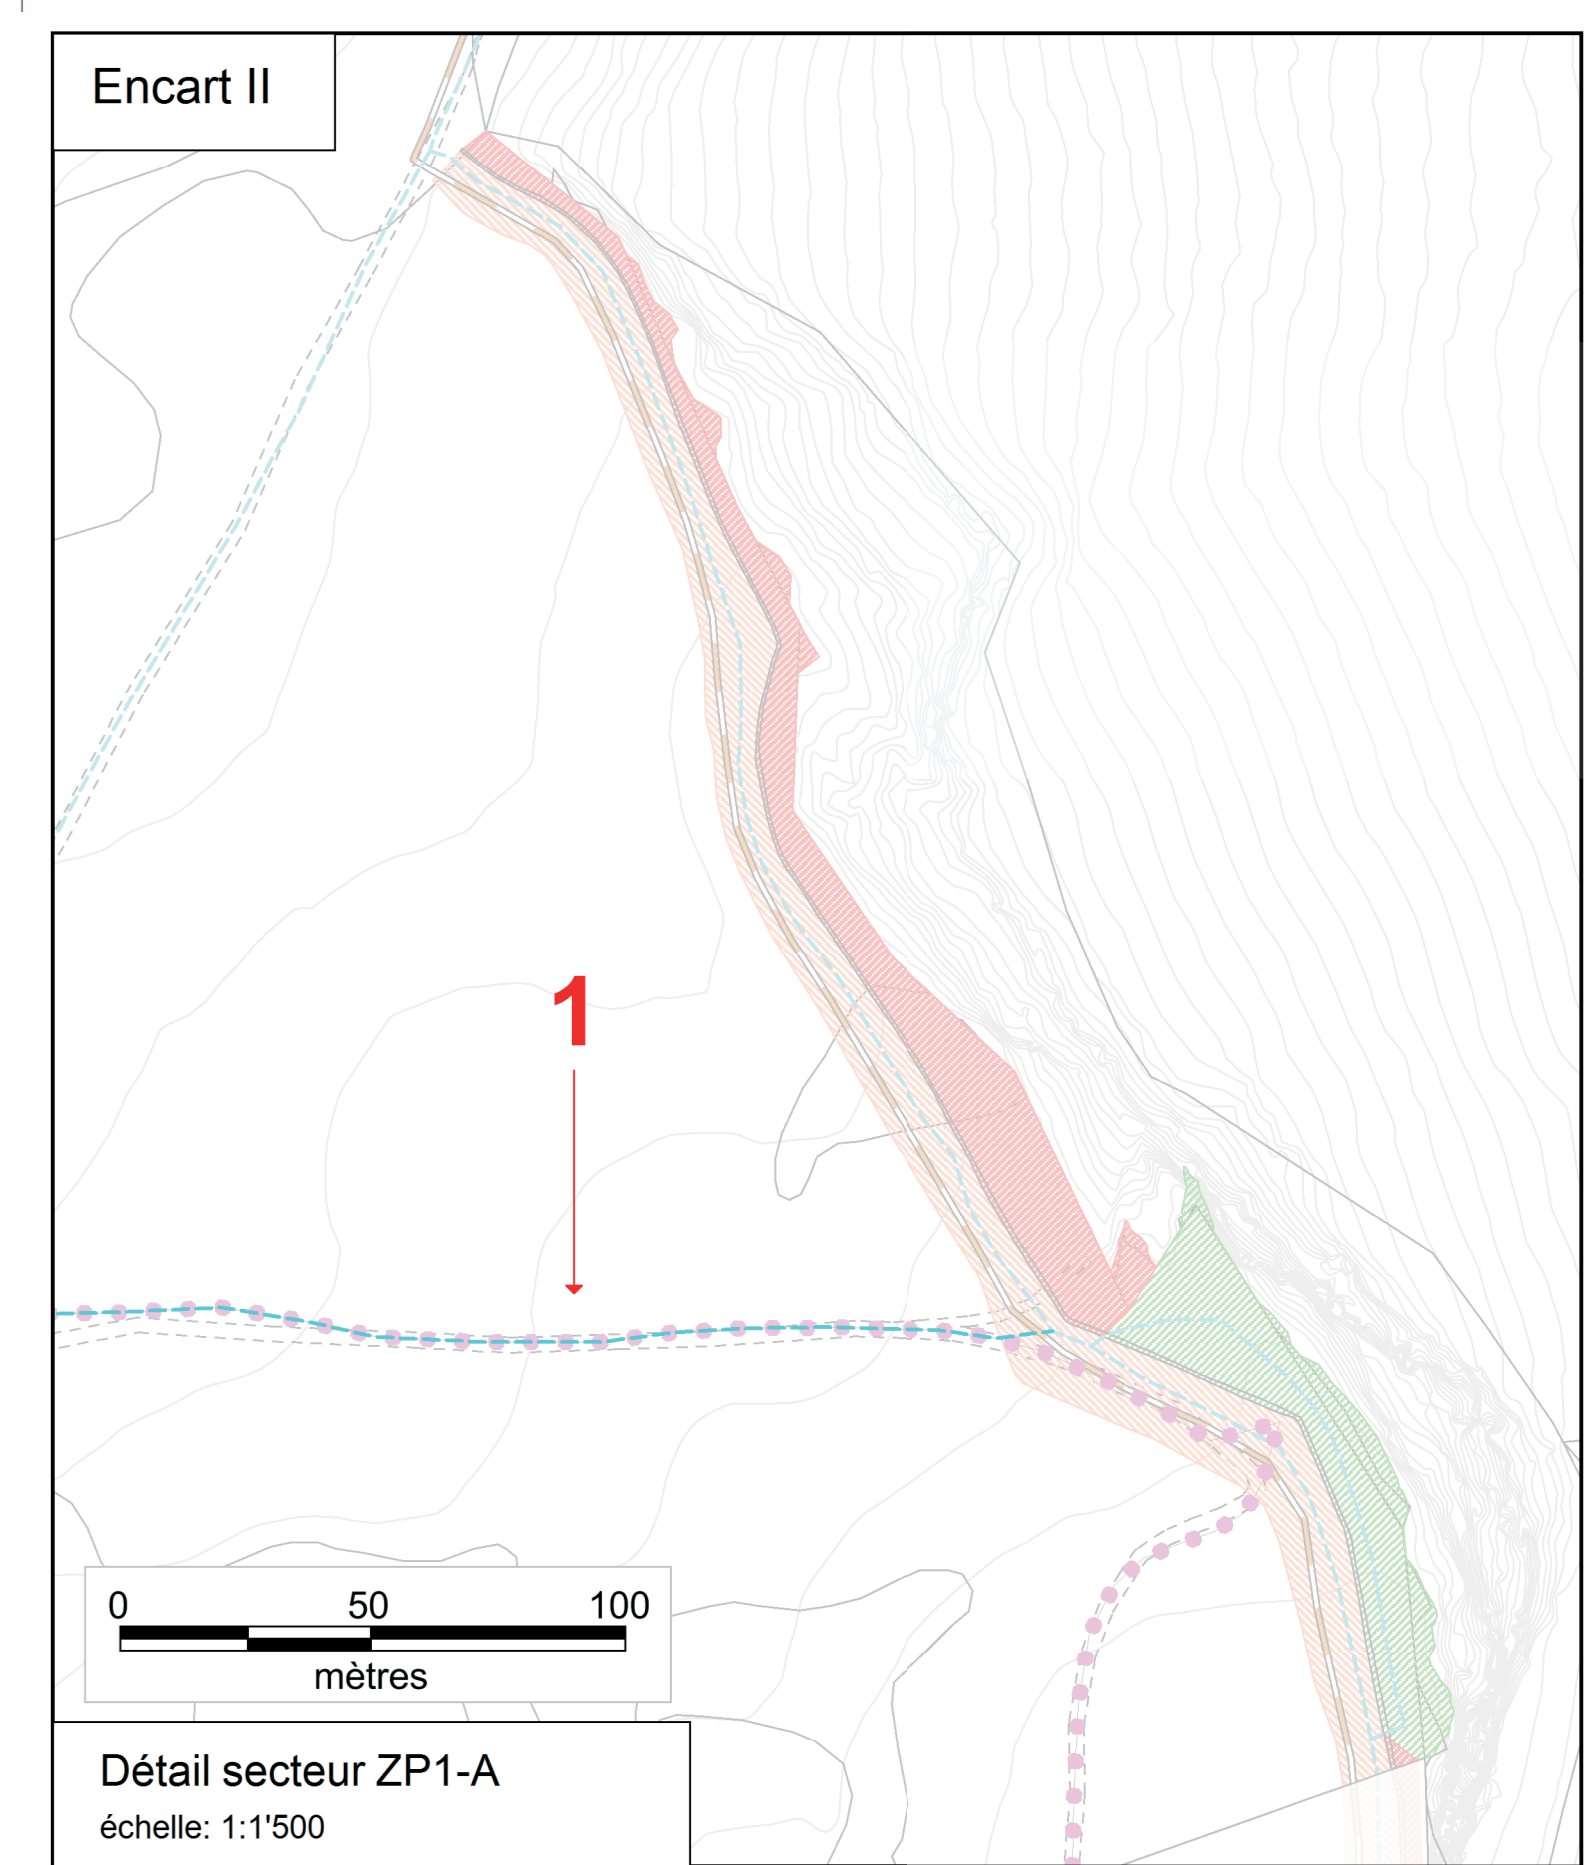 Encart II
1
0 50 100
mètres
Détail secteur ZP1-A
échelle: 1:1'500